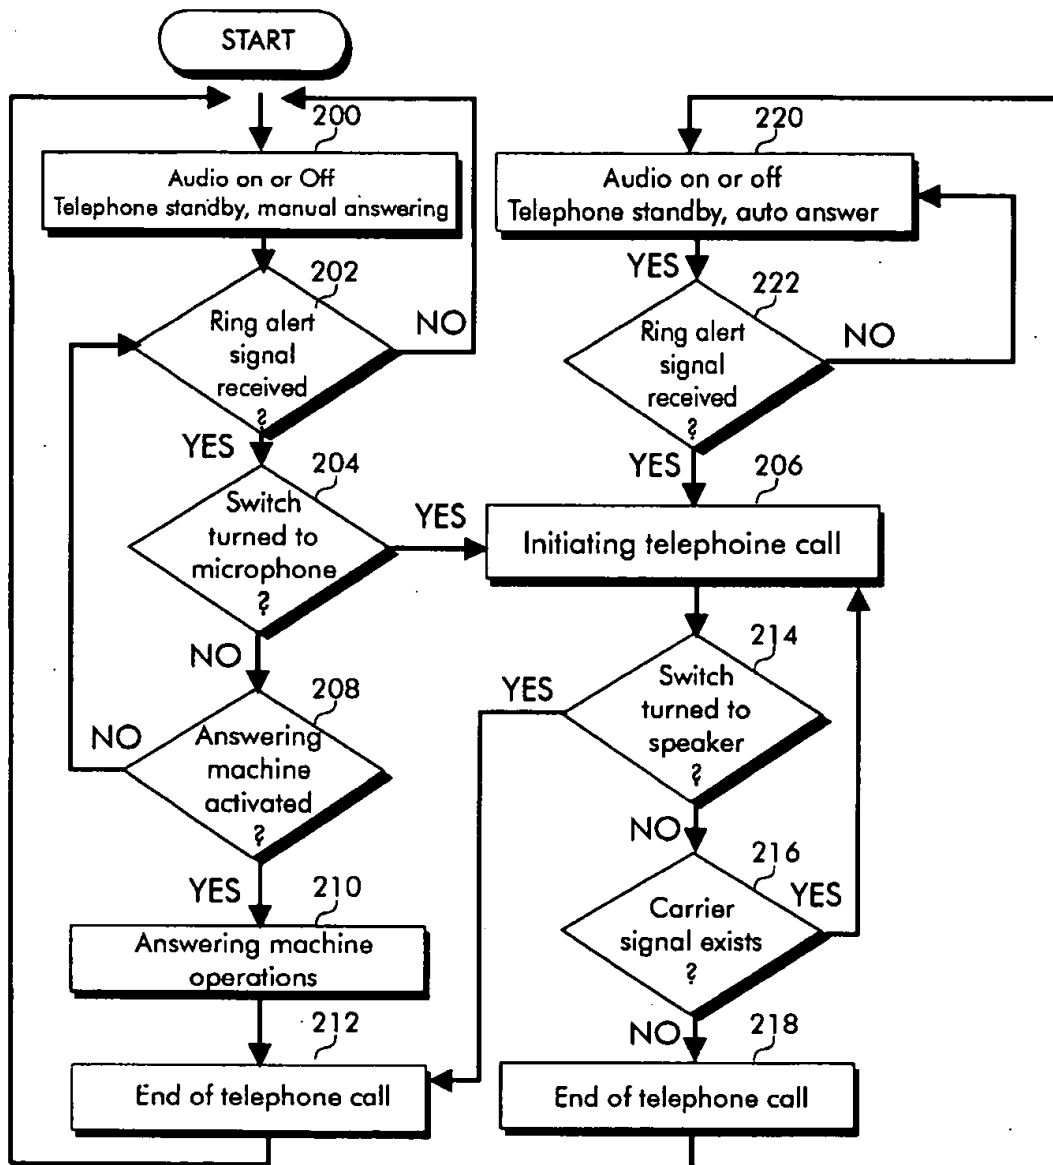 START
200
Audio on or Off
Telephone standby, manual answering
202
Ring alert
signal
received
?
NO
YES
204
Switch
turned to
microphone
?
YES
NO
208
Answering
machine
activated
?
NO
YES
210
Answering machine
operations
212
End of telephone call
220
Audio on or off
Telephone standby, auto answer
YES
222
Ring alert
signal
received
?
NO
YES
206
Initiating telephoine call
214
Switch
turned to
speaker
?
YES
NO
216
Carrier
signal exists
?
YES
NO
218
End of telephone call